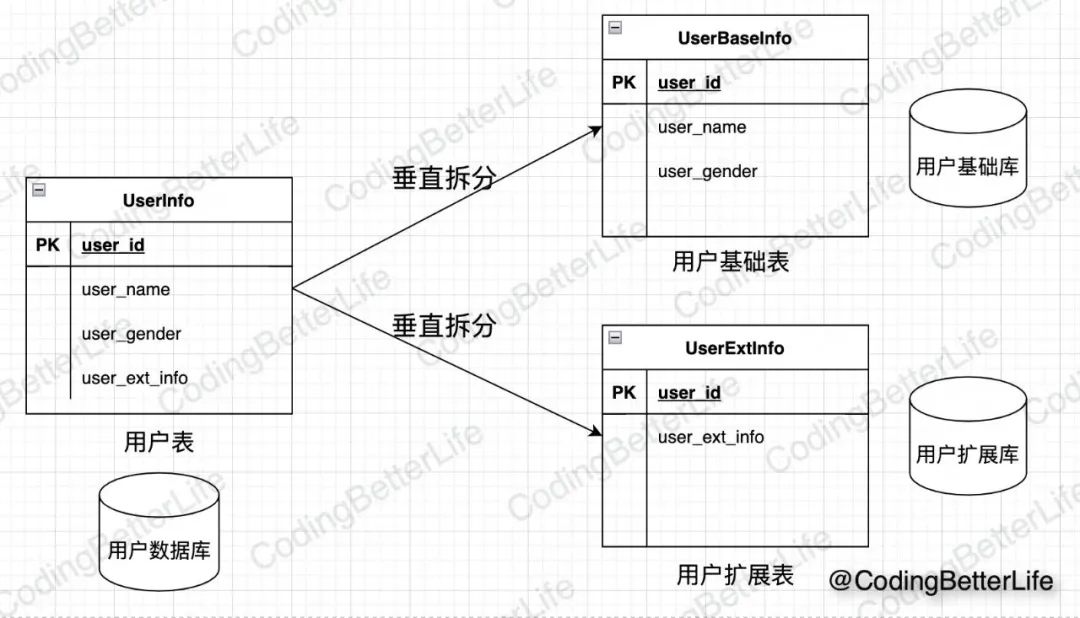 UserInfo
PK user_id
user_name
user_gender
user_ext_info
用户表
用户数据库
垂直拆分
垂直拆分
UserBaseInfo
PK user_id
user_name
user_gender
用户基础表
用户基础库
UserExtInfo
PK user_id
user_ext_info
用户扩展表
用户扩展库
@CodingBetterLife
CodingBetterLife